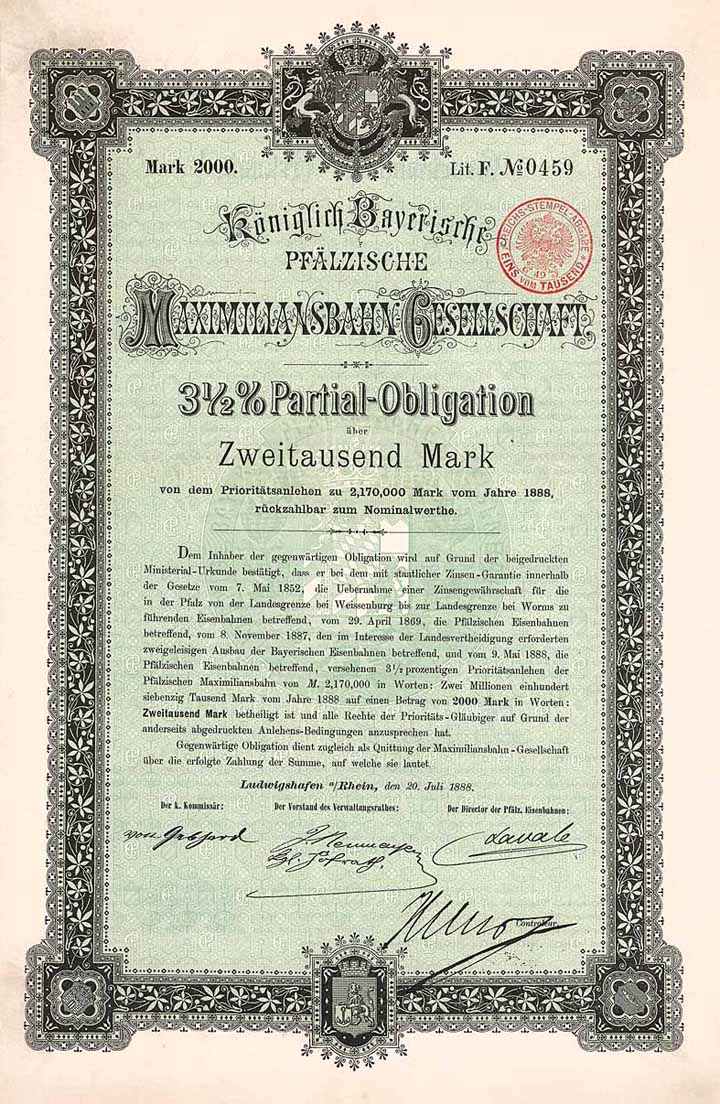 Mark 2000. Lit. F. № 0459
REICHS-STEMPEL-ABGABE
EINS VOM TAUSEND
Königlich Bayerische
PFÄLZISCHE
MAXIMILIANSBAHN-GESELLSCHAFT.
3½% Partial-Obligation
über
Zweitausend Mark
von dem Prioritätsanlehen zu 2,170,000 Mark vom Jahre 1888,
rückzahlbar zum Nominalwerthe.
Dem Inhaber der gegenwärtigen Obligation wird auf Grund der beigedruckten
Ministerial-Urkunde bestätigt, dass er bei dem mit staatlicher Zinsen-Garantie innerhalb
der Gesetze vom 7. Mai 1852, die Uebernahme einer Zinsengewährschaft für die
in der Pfalz von der Landesgrenze bei Weissenburg bis zur Landesgrenze bei Worms zu
führenden Eisenbahnen betreffend, vom 29. April 1869, die Pfälzischen Eisenbahnen
betreffend, vom 8. November 1887, den im Interesse der Landesvertheidigung erforderten
zweigeleisigen Ausbau der Bayerischen Eisenbahnen betreffend, und vom 9. Mai 1888, die
Pfälzischen Eisenbahnen betreffend, versehenen 3½ prozentigen Prioritätsanlehen der
Pfälzischen Maximiliansbahn von M. 2,170,000 in Worten: Zwei Millionen einhundert
siebenzig Tausend Mark vom Jahre 1888 auf einen Betrag von 2000 Mark in Worten:
Zweitausend Mark betheiligt ist und alle Rechte der Prioritäts-Gläubiger auf Grund der
anderseits abgedruckten Anlehens-Bedingungen anzusprechen hat.
Gegenwärtige Obligation dient zugleich als Quittung der Maximiliansbahn-Gesellschaft
über die erfolgte Zahlung der Summe, auf welche sie lautet.
Ludwigshafen a/Rhein, den 20. Juli 1888.
Der k. Kommissär: Der Vorstand des Verwaltungsrathes: Der Director der Pfälz. Eisenbahnen:
Lavale
Controleur.